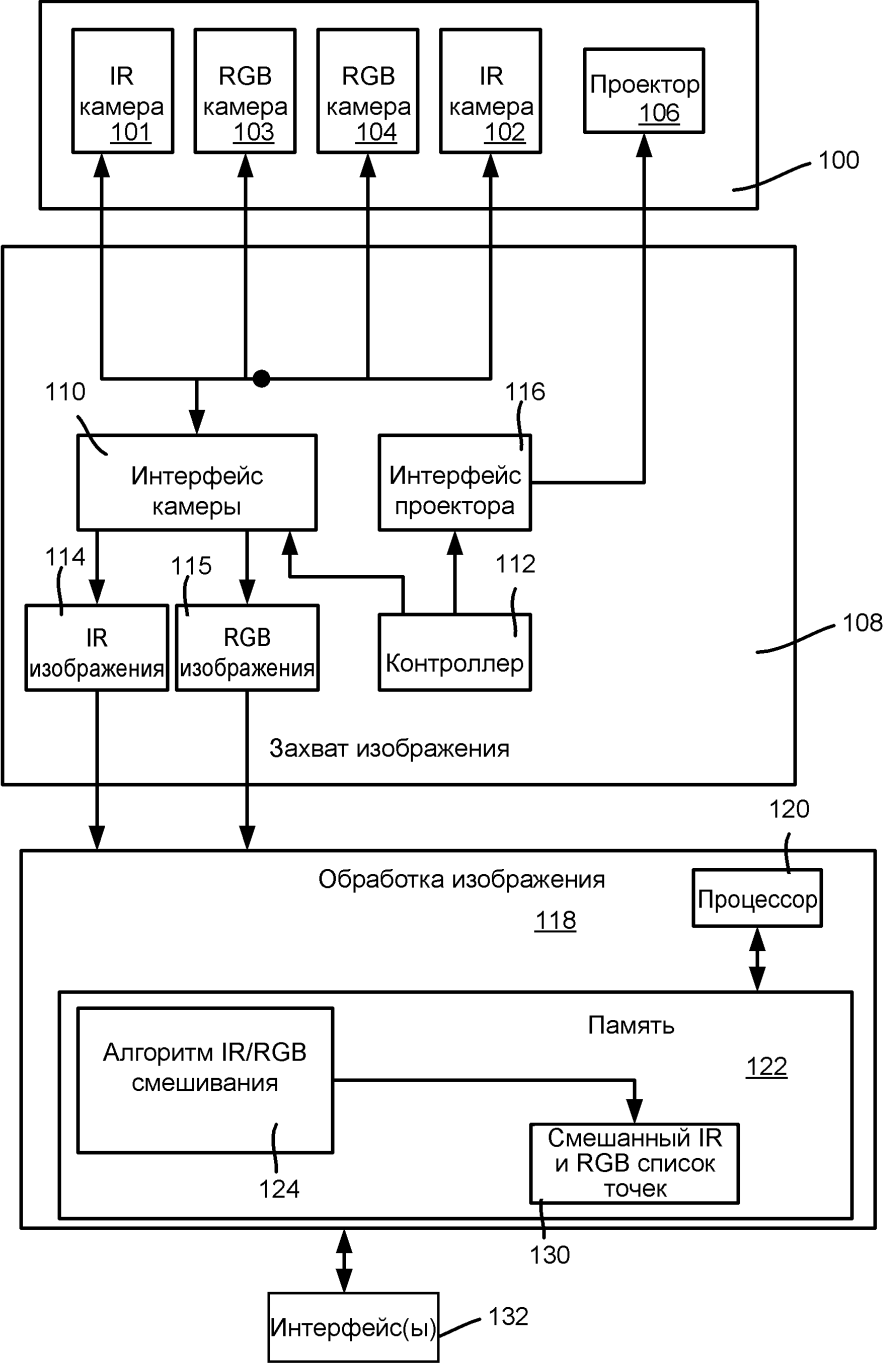 IR
камера
101
RGB
камера
103
RGB
камера
104
IR
камера
102
Проектор
106
100
110
116
Интерфейс
камеры
Интерфейс
проектора
114
115
112
IR
изображения
RGB
изображения
Контроллер
108
Захват изображения
120
Обработка изображения
118
Процессор
Память
122
Алгоритм IR/RGB
смешивания
124
Смешанный IR
и RGB список
точек
130
Интерфейс(ы)
132